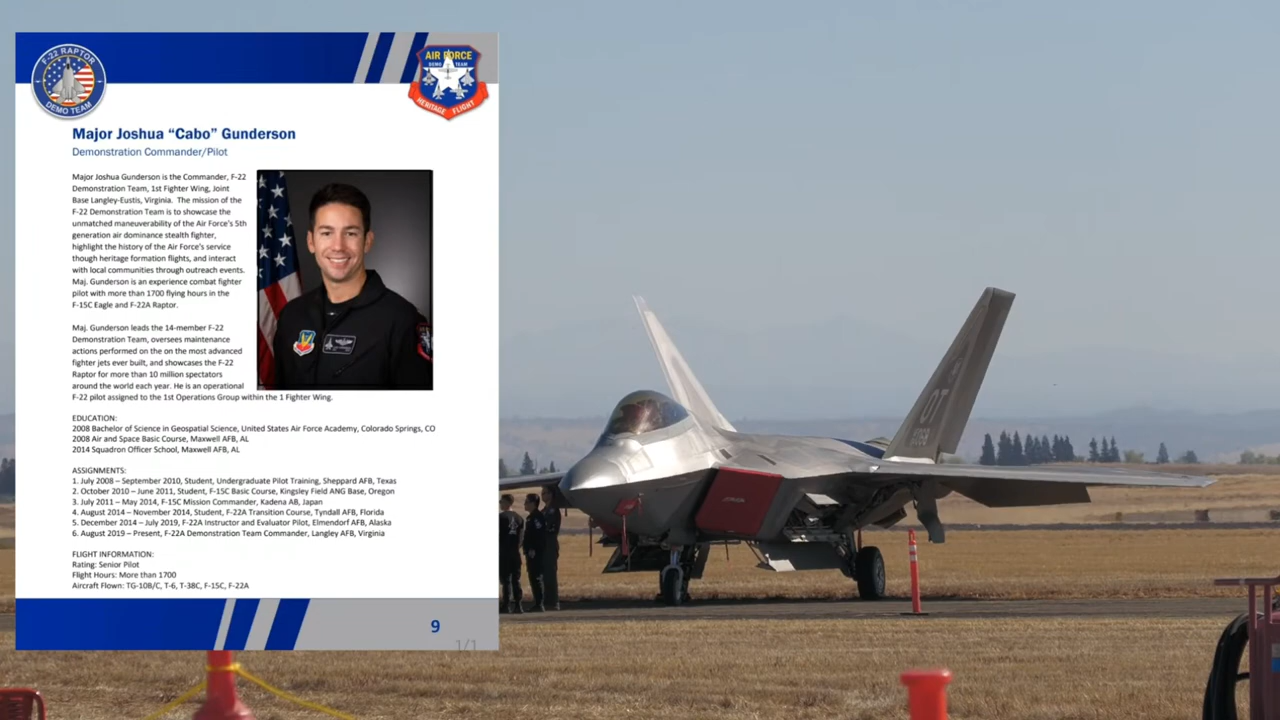 F-22 RAPTOR
DEMO TEAM
AIR FORCE
DEMO TEAM
HERITAGE FLIGHT
Major Joshua “Cabo” Gunderson
Demonstration Commander/Pilot
Major Joshua Gunderson is the Commander, F-22
Demonstration Team, 1st Fighter Wing, Joint
Base Langley-Eustis, Virginia. The mission of the
F-22 Demonstration Team is to showcase the
unmatched maneuverability of the Air Force's 5th
generation air dominance stealth fighter,
highlight the history of the Air Force's service
though heritage formation flights, and interact
with local communities through outreach events.
Maj. Gunderson is an experience combat fighter
pilot with more than 1700 flying hours in the
F-15C Eagle and F-22A Raptor.
Maj. Gunderson leads the 14-member F-22
Demonstration Team, oversees maintenance
actions performed on the on the most advanced
fighter jets ever built, and showcases the F-22
Raptor for more than 10 million spectators
around the world each year. He is an operational
F-22 pilot assigned to the 1st Operations Group within the 1 Fighter Wing.
EDUCATION:
2008 Bachelor of Science in Geospatial Science, United States Air Force Academy, Colorado Springs, CO
2008 Air and Space Basic Course, Maxwell AFB, AL
2014 Squadron Officer School, Maxwell AFB, AL
ASSIGNMENTS:
1. July 2008 – September 2010, Student, Undergraduate Pilot Training, Sheppard AFB, Texas
2. October 2010 – June 2011, Student, F-15C Basic Course, Kingsley Field ANG Base, Oregon
3. July 2011 – May 2014, F-15C Mission Commander, Kadena AB, Japan
4. August 2014 – November 2014, Student, F-22A Transition Course, Tyndall AFB, Florida
5. December 2014 – July 2019, F-22A Instructor and Evaluator Pilot, Elmendorf AFB, Alaska
6. August 2019 – Present, F-22A Demonstration Team Commander, Langley AFB, Virginia
FLIGHT INFORMATION:
Rating: Senior Pilot
Flight Hours: More than 1700
Aircraft Flown: TG-10B/C, T-6, T-38C, F-15C, F-22A
9
1/1
OT